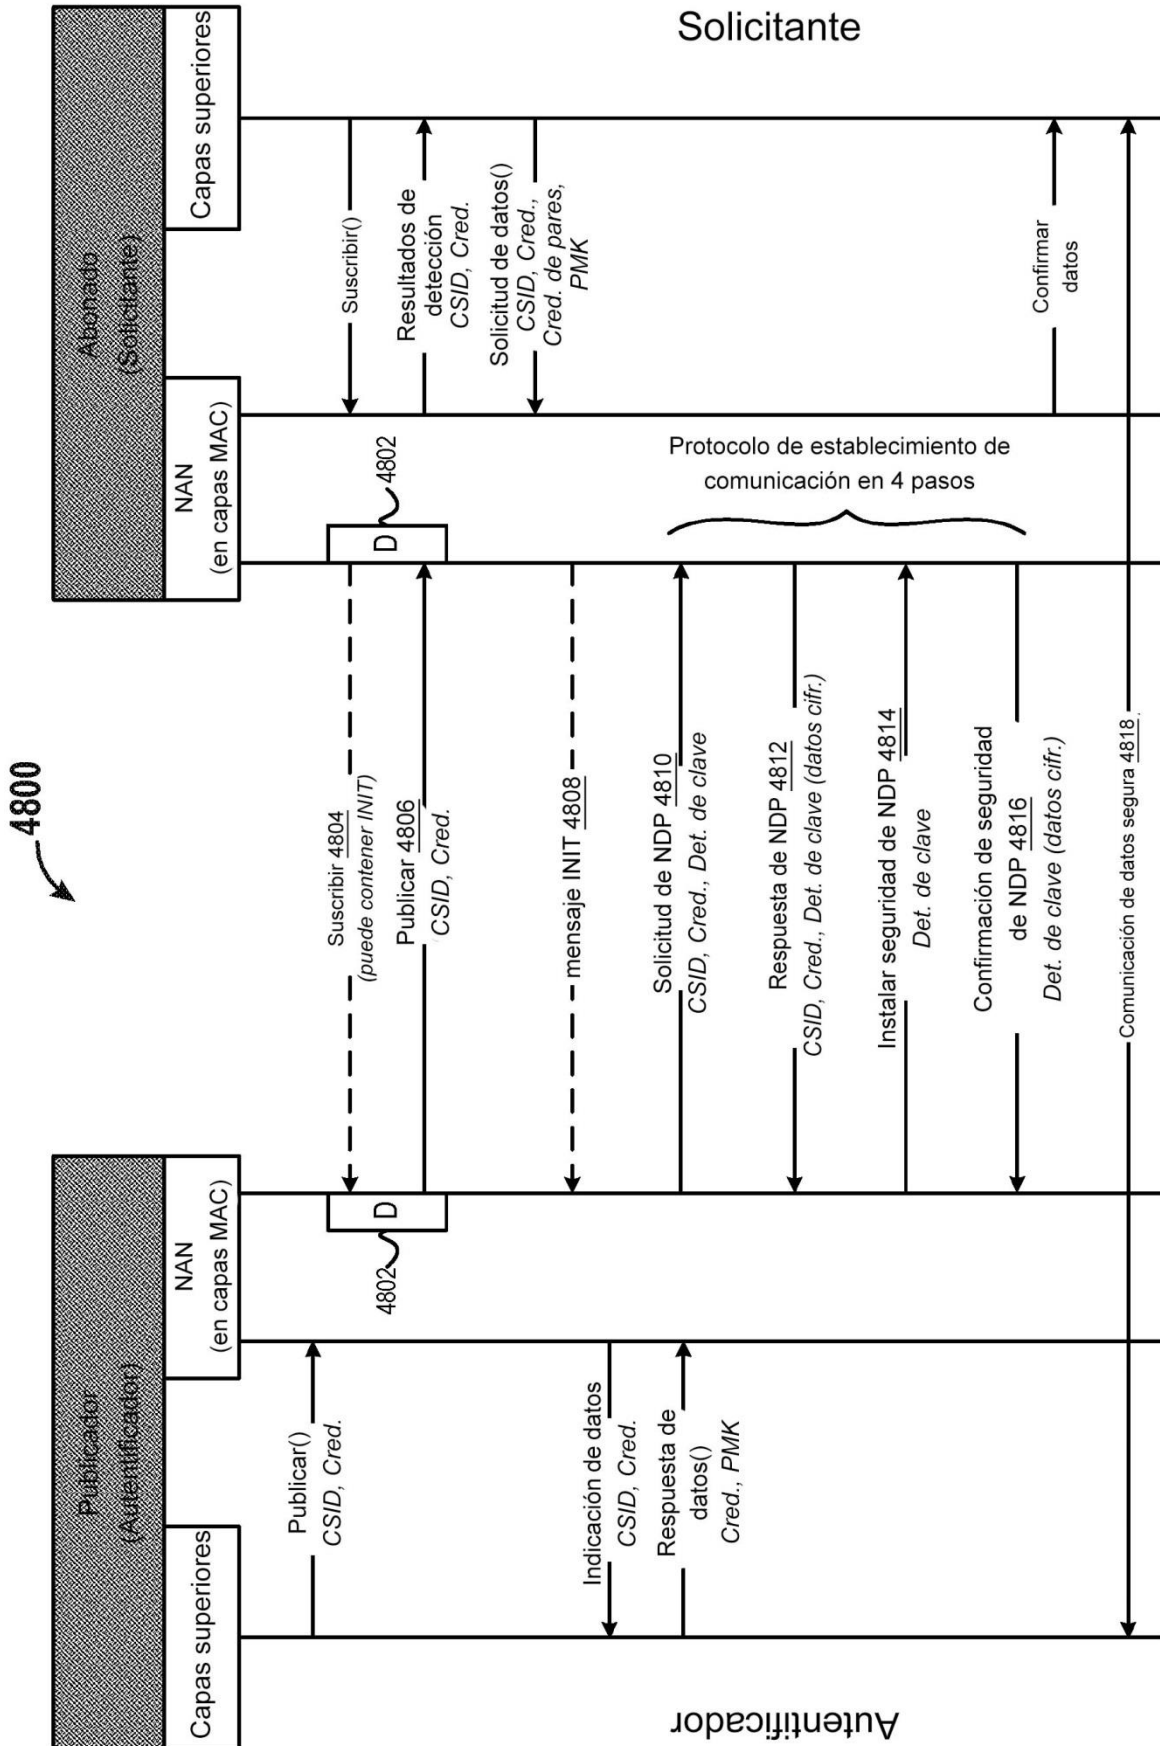 4800
Publicador
(Autentificador)
Capas superiores
NAN
(en capas MAC)
Abonado
(Solicitante)
NAN
(en capas MAC)
Capas superiores
Publicar()
CSID, Cred.
D
4802
Suscribir 4804
(puede contener INIT)
D
4802
Suscribir()
Publicar 4806
CSID, Cred.
Resultados de
detección
CSID, Cred.
Solicitud de datos()
CSID, Cred.,
Cred. de pares,
PMK
mensaje INIT 4808
Indicación de datos
CSID, Cred.
Respuesta de
datos()
Cred., PMK
Solicitud de NDP 4810
CSID, Cred., Det. de clave
Protocolo de establecimiento de
comunicación en 4 pasos
Respuesta de NDP 4812
CSID, Cred., Det. de clave (datos cifr.)
Instalar seguridad de NDP 4814
Det. de clave
Confirmación de seguridad
de NDP 4816
Det. de clave (datos cifr.)
Confirmar
datos
Comunicación de datos segura 4818
Autentificador
Solicitante